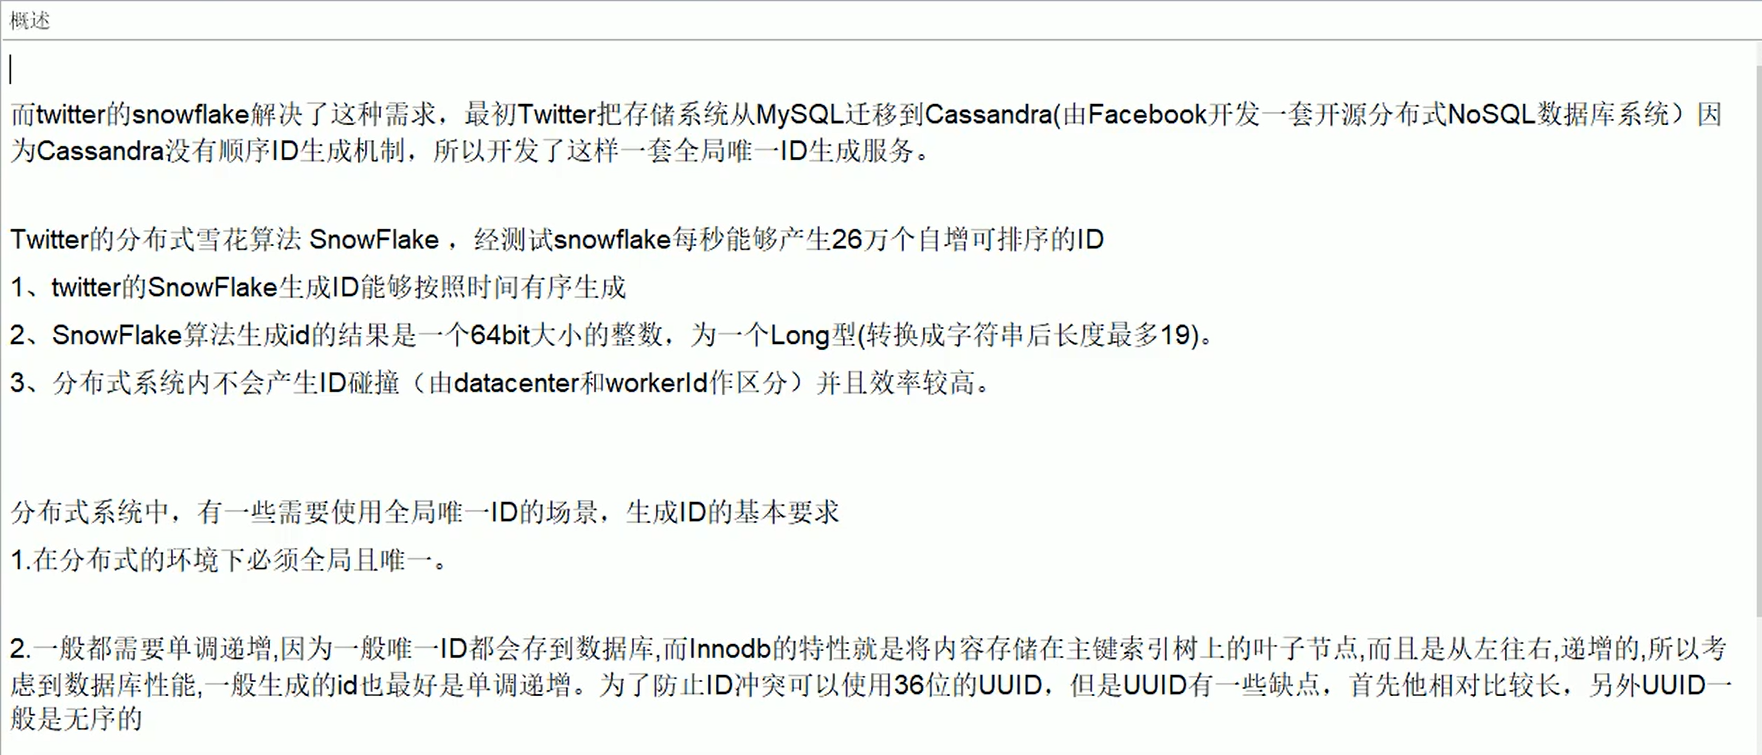 概述
而twitter的snowflake解决了这种需求，最初Twitter把存储系统从MySQL迁移到Cassandra(由Facebook开发一套开源分布式NoSQL数据库系统）因
为Cassandra没有顺序ID生成机制，所以开发了这样一套全局唯一ID生成服务。
Twitter的分布式雪花算法 SnowFlake ，经测试snowflake每秒能够产生26万个自增可排序的ID
1、twitter的SnowFlake生成ID能够按照时间有序生成
2、SnowFlake算法生成id的结果是一个64bit大小的整数，为一个Long型(转换成字符串后长度最多19)。
3、分布式系统内不会产生ID碰撞（由datacenter和workerId作区分）并且效率较高。
分布式系统中，有一些需要使用全局唯一ID的场景，生成ID的基本要求
1.在分布式的环境下必须全局且唯一。
2.一般都需要单调递增,因为一般唯一ID都会存到数据库,而Innodb的特性就是将内容存储在主键索引树上的叶子节点,而且是从左往右,递增的,所以考
虑到数据库性能,一般生成的id也最好是单调递增。为了防止ID冲突可以使用36位的UUID，但是UUID有一些缺点，首先他相对比较长，另外UUID一
般是无序的